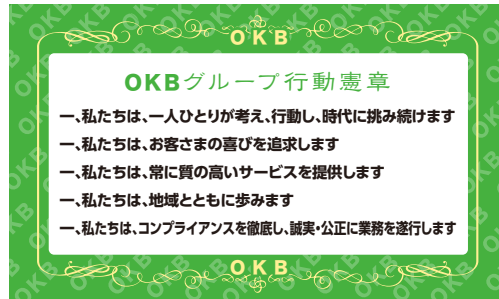 OKB
OKBグループ行動憲章
一、私たちは、一人ひとりが考え、行動し、時代に挑み続けます
一、私たちは、お客さまの喜びを追求します
一、私たちは、常に質の高いサービスを提供します
一、私たちは、地域とともに歩みます
一、私たちは、コンプライアンスを徹底し、誠実・公正に業務を遂行します
OKB